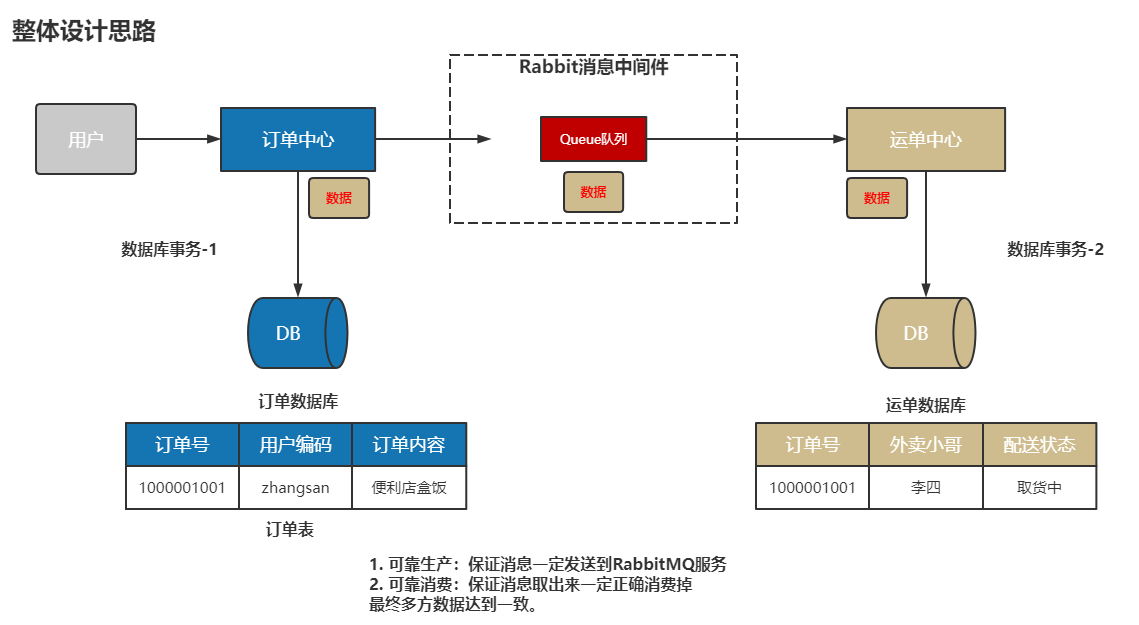 整体设计思路
Rabbit消息中间件
用户
订单中心
Queue队列
运单中心
数据
数据
数据
数据库事务-1
数据库事务-2
DB
DB
订单数据库
运单数据库
订单号 用户编码 订单内容
1000001001 zhangsan 便利店盒饭
订单表
订单号 外卖小哥 配送状态
1000001001 李四 取货中
1. 可靠生产：保证消息一定发送到RabbitMQ服务
2. 可靠消费：保证消息取出来一定正确消费掉
最终多方数据达到一致。